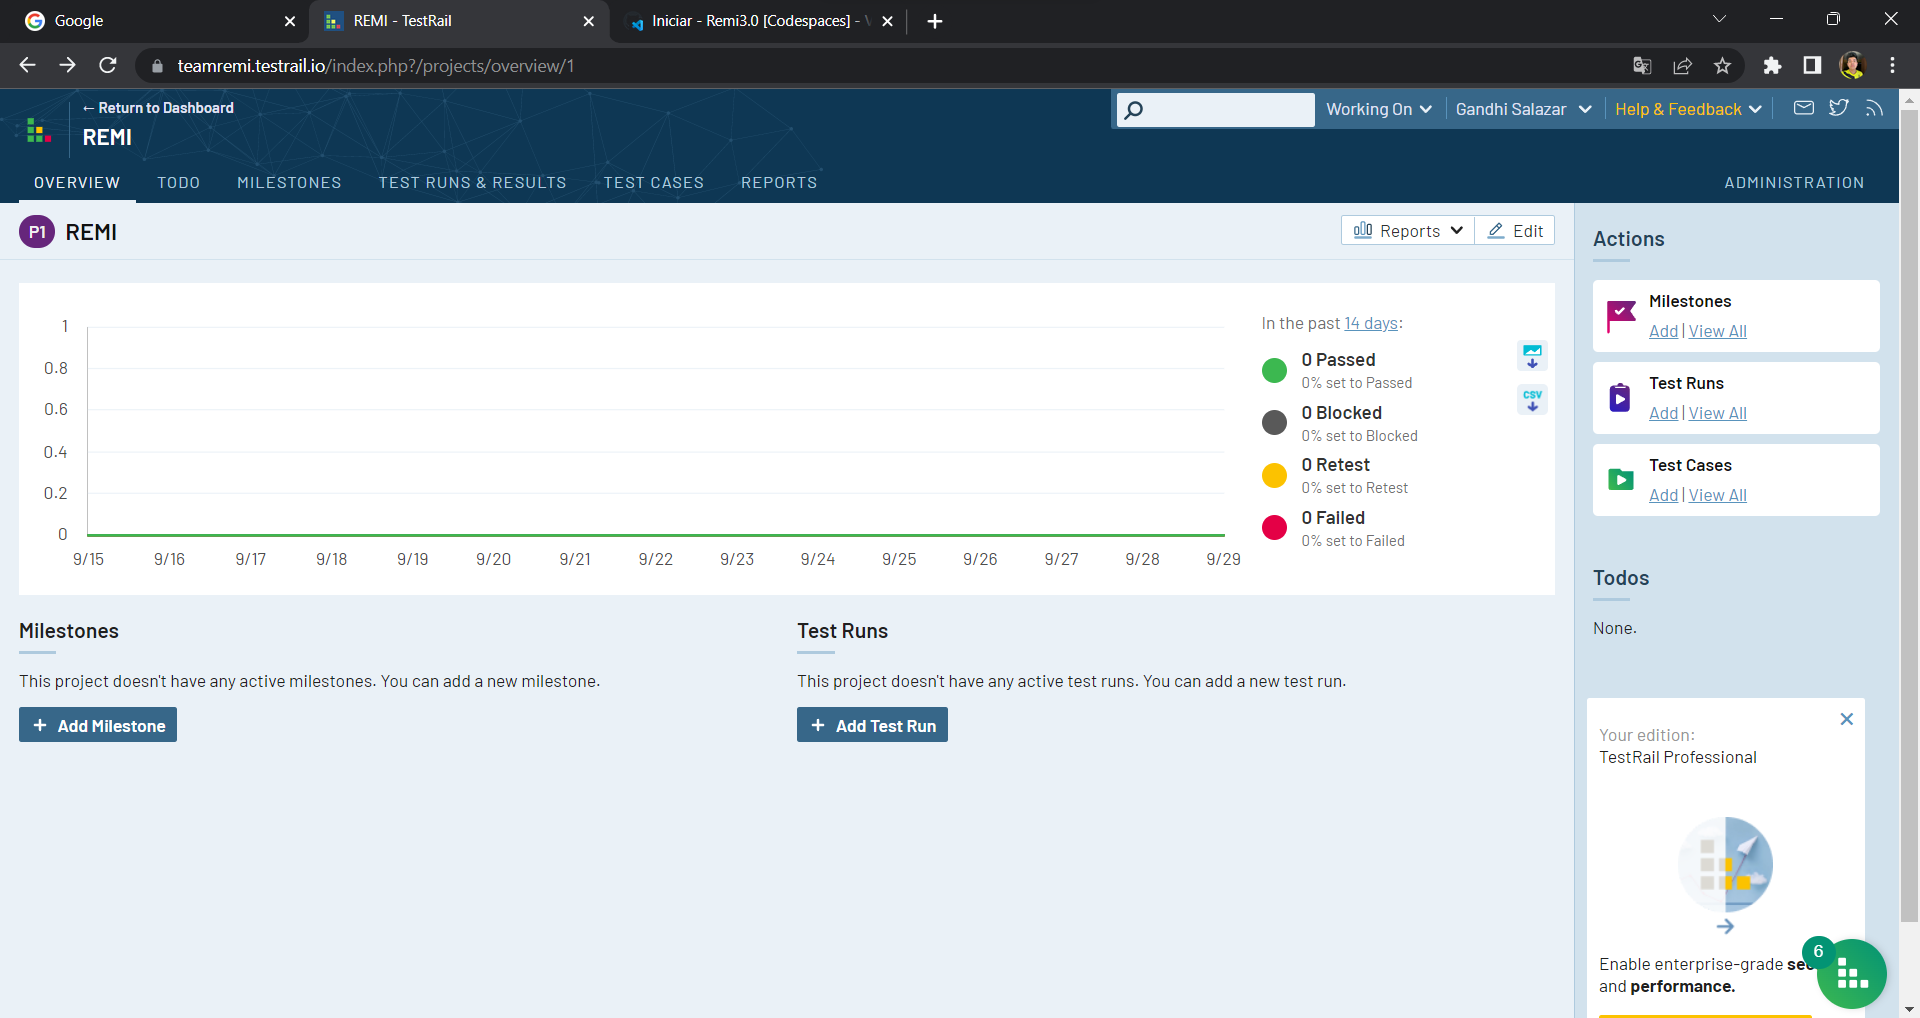 Google
REMI - TestRail
Iniciar - Remi3.0 [Codespaces] -
teamremi.testrail.io/index.php?/projects/overview/1
← Return to Dashboard
REMI
Working On
Gandhi Salazar
Help & Feedback
OVERVIEW
TODO
MILESTONES
TEST RUNS & RESULTS
TEST CASES
REPORTS
ADMINISTRATION
P1
REMI
Reports
Edit
1
0.8
0.6
0.4
0.2
0
9/15
9/16
9/17
9/18
9/19
9/20
9/21
9/22
9/23
9/24
9/25
9/26
9/27
9/28
9/29
In the past 14 days:
0 Passed
0% set to Passed
0 Blocked
0% set to Blocked
0 Retest
0% set to Retest
0 Failed
0% set to Failed
CSV
Milestones
This project doesn't have any active milestones. You can add a new milestone.
+ Add Milestone
Test Runs
This project doesn't have any active test runs. You can add a new test run.
+ Add Test Run
Actions
Milestones
Add | View All
Test Runs
Add | View All
Test Cases
Add | View All
Todos
None.
Your edition:
TestRail Professional
Enable enterprise-grade
and performance.
6